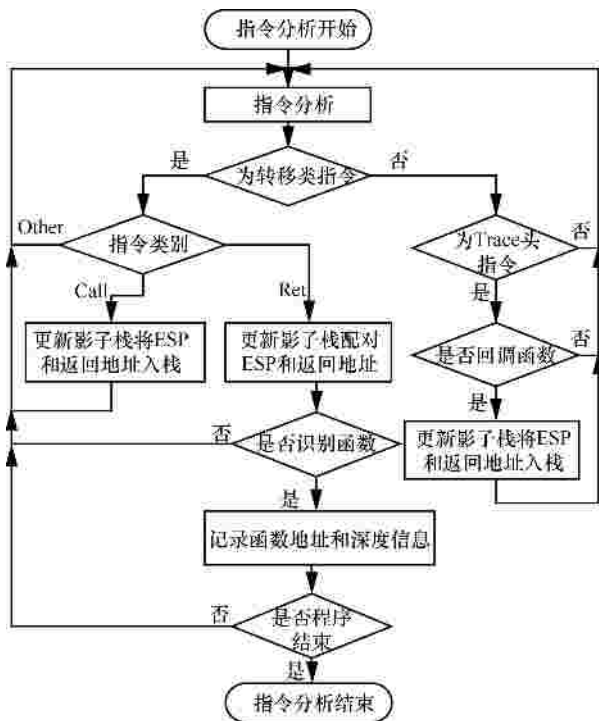 指令分析开始
指令分析
是
为转移类指令
否
Other
指令类别
为Trace头
指令
否
Call
Ret
是
更新影子栈将ESP
和返回地址入栈
更新影子栈配对
ESP和返回地址
是否回调函数
否
是
否
是否识别函数
更新影子栈将ESP
和返回地址入栈
是
记录函数地址和深度信息
否
是否程序
结束
是
指令分析结束